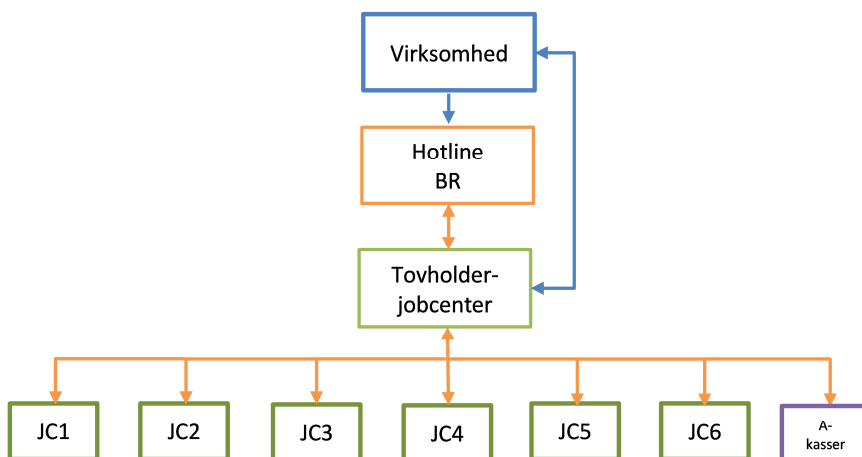 Virksomhed
Hotline
BR
Tovholder-
jobcenter
JC1
JC2
JC3
JC4
JC5
JC6
A-
kasser